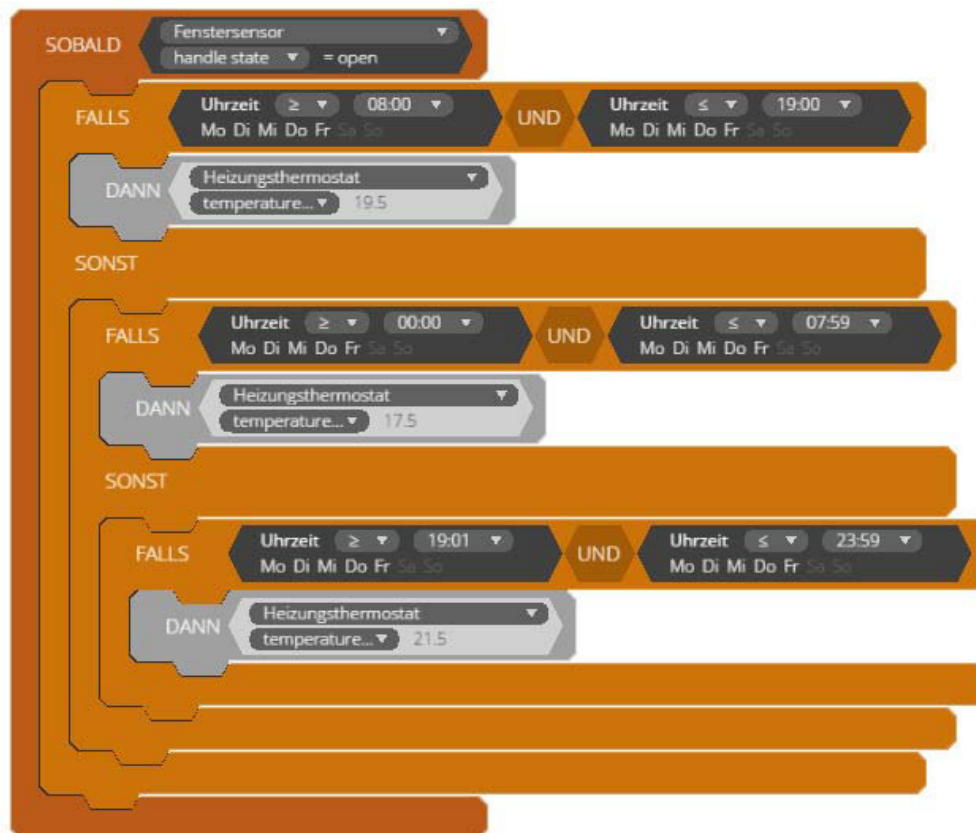 SOBALD Fenstersensor
handle state = open
FALLS Uhrzeit ≥ 08:00 UND Uhrzeit ≤ 19:00
Mo Di Mi Do Fr Sa So Mo Di Mi Do Fr Sa So
DANN Heizungsthermostat
temperature... 19.5
SONST
FALLS Uhrzeit ≥ 00:00 UND Uhrzeit ≤ 07:59
Mo Di Mi Do Fr Sa So Mo Di Mi Do Fr Sa So
DANN Heizungsthermostat
temperature... 17.5
SONST
FALLS Uhrzeit ≥ 19:01 UND Uhrzeit ≤ 23:59
Mo Di Mi Do Fr Sa So Mo Di Mi Do Fr Sa So
DANN Heizungsthermostat
temperature... 21.5